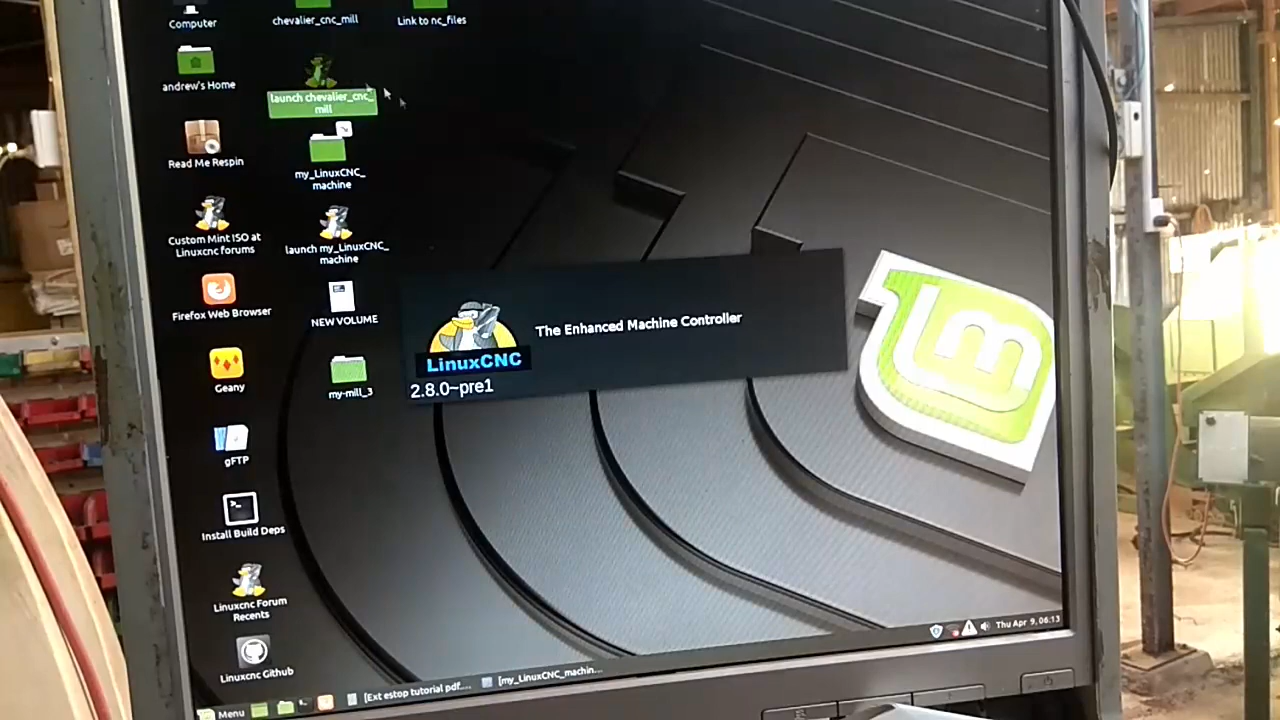 Computer
chevalier_cnc_mill
Link to nc_files
andrew's Home
launch chevalier_cnc_
mill
Read Me Respin
my_LinuxCNC_
machine
Custom Mint ISO at
Linuxcnc forums
launch my_LinuxCNC_
machine
Firefox Web Browser
NEW VOLUME
Geany
my-mill_3
The Enhanced Machine Controller
LinuxCNC
2.8.0~pre1
gFTP
Install Build Deps
Linuxcnc Forum
Recents
Linuxcnc Github
Menu
[Ext estop tutorial pdf....
[my_LinuxCNC_machin...
Thu Apr 9, 06:13